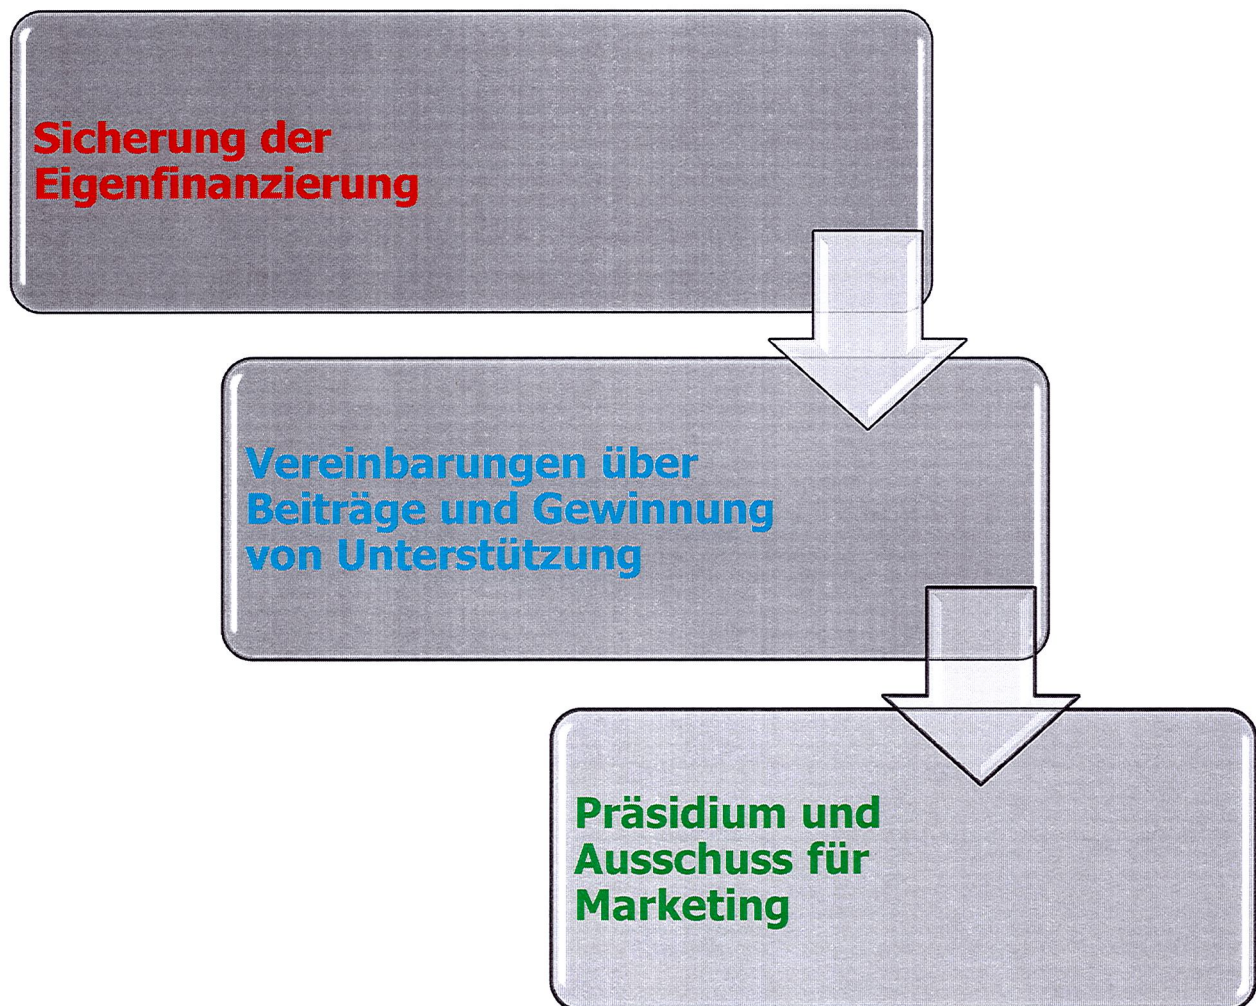 Sicherung der
Eigenfinanzierung
Vereinbarungen über
Beiträge und Gewinnung
von Unterstützung
Präsidium und
Ausschuss für
Marketing